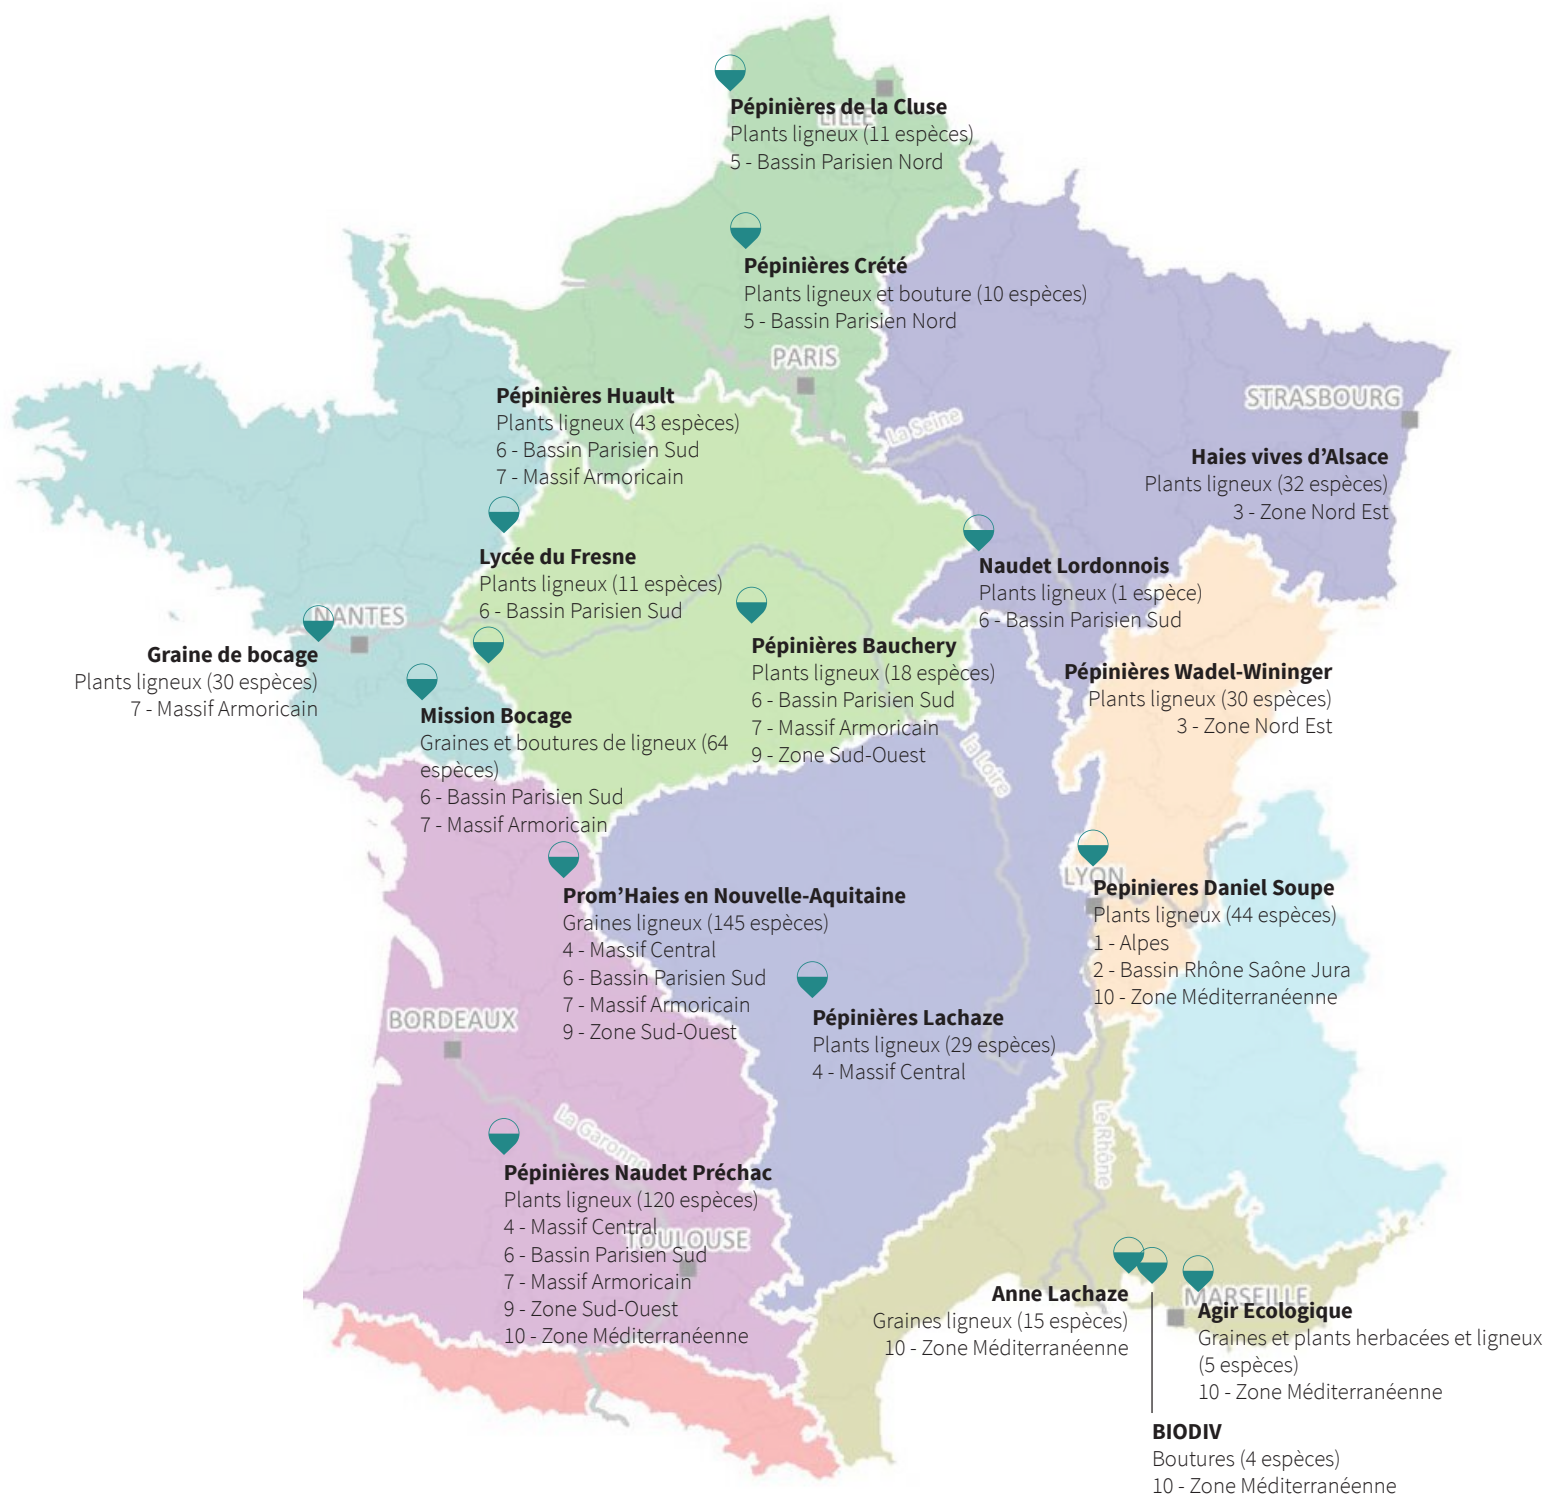 Pépinières de la Cluse
LILLE
Plants ligneux (11 espèces)
5 - Bassin Parisien Nord
Pépinières Crété
Plants ligneux et bouture (10 espèces)
5 - Bassin Parisien Nord
PARIS
Pépinières Huault
Plants ligneux (43 espèces)
6 - Bassin Parisien Sud
7 - Massif Armoricain
La Seine
STRASBOURG
Haies vives d’Alsace
Plants ligneux (32 espèces)
3 - Zone Nord Est
Lycée du Fresne
Plants ligneux (11 espèces)
6 - Bassin Parisien Sud
Naudet Lordonnois
Plants ligneux (1 espèce)
6 - Bassin Parisien Sud
NANTES
Graine de bocage
Plants ligneux (30 espèces)
7 - Massif Armoricain
Pépinières Bauchery
Plants ligneux (18 espèces)
6 - Bassin Parisien Sud
7 - Massif Armoricain
9 - Zone Sud-Ouest
Pépinières Wadel-Wininger
Plants ligneux (30 espèces)
3 - Zone Nord Est
Mission Bocage
Graines et boutures de ligneux (64
espèces)
6 - Bassin Parisien Sud
7 - Massif Armoricain
la Loire
Prom’Haies en Nouvelle-Aquitaine
Graines ligneux (145 espèces)
4 - Massif Central
6 - Bassin Parisien Sud
7 - Massif Armoricain
9 - Zone Sud-Ouest
LYON
Pepinieres Daniel Soupe
Plants ligneux (44 espèces)
1 - Alpes
2 - Bassin Rhône Saône Jura
10 - Zone Méditerranéenne
BORDEAUX
Pépinières Lachaze
Plants ligneux (29 espèces)
4 - Massif Central
La Garonne
Le Rhône
Pépinières Naudet Préchac
Plants ligneux (120 espèces)
4 - Massif Central
TOULOUSE
6 - Bassin Parisien Sud
7 - Massif Armoricain
9 - Zone Sud-Ouest
10 - Zone Méditerranéenne
Anne Lachaze
Graines ligneux (15 espèces)
10 - Zone Méditerranéenne
MARSEILLE
Agir Ecologique
Graines et plants herbacées et ligneux
(5 espèces)
10 - Zone Méditerranéenne
BIODIV
Boutures (4 espèces)
10 - Zone Méditerranéenne